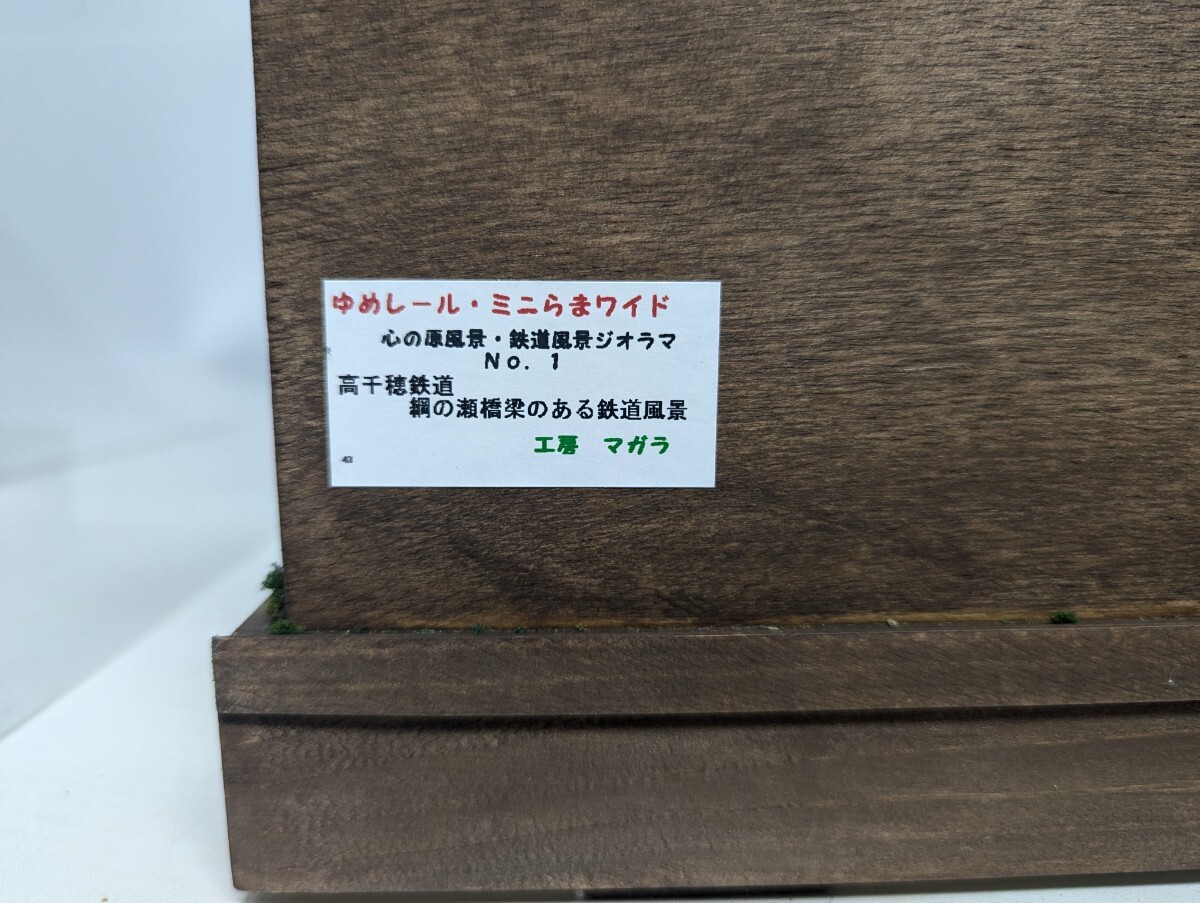 ゆめレール・ミニらまワイド
心の原風景・鉄道風景ジオラマ
No. 1
高千穂鉄道
綱の瀬橋梁のある鉄道風景
工房 マガラ
43